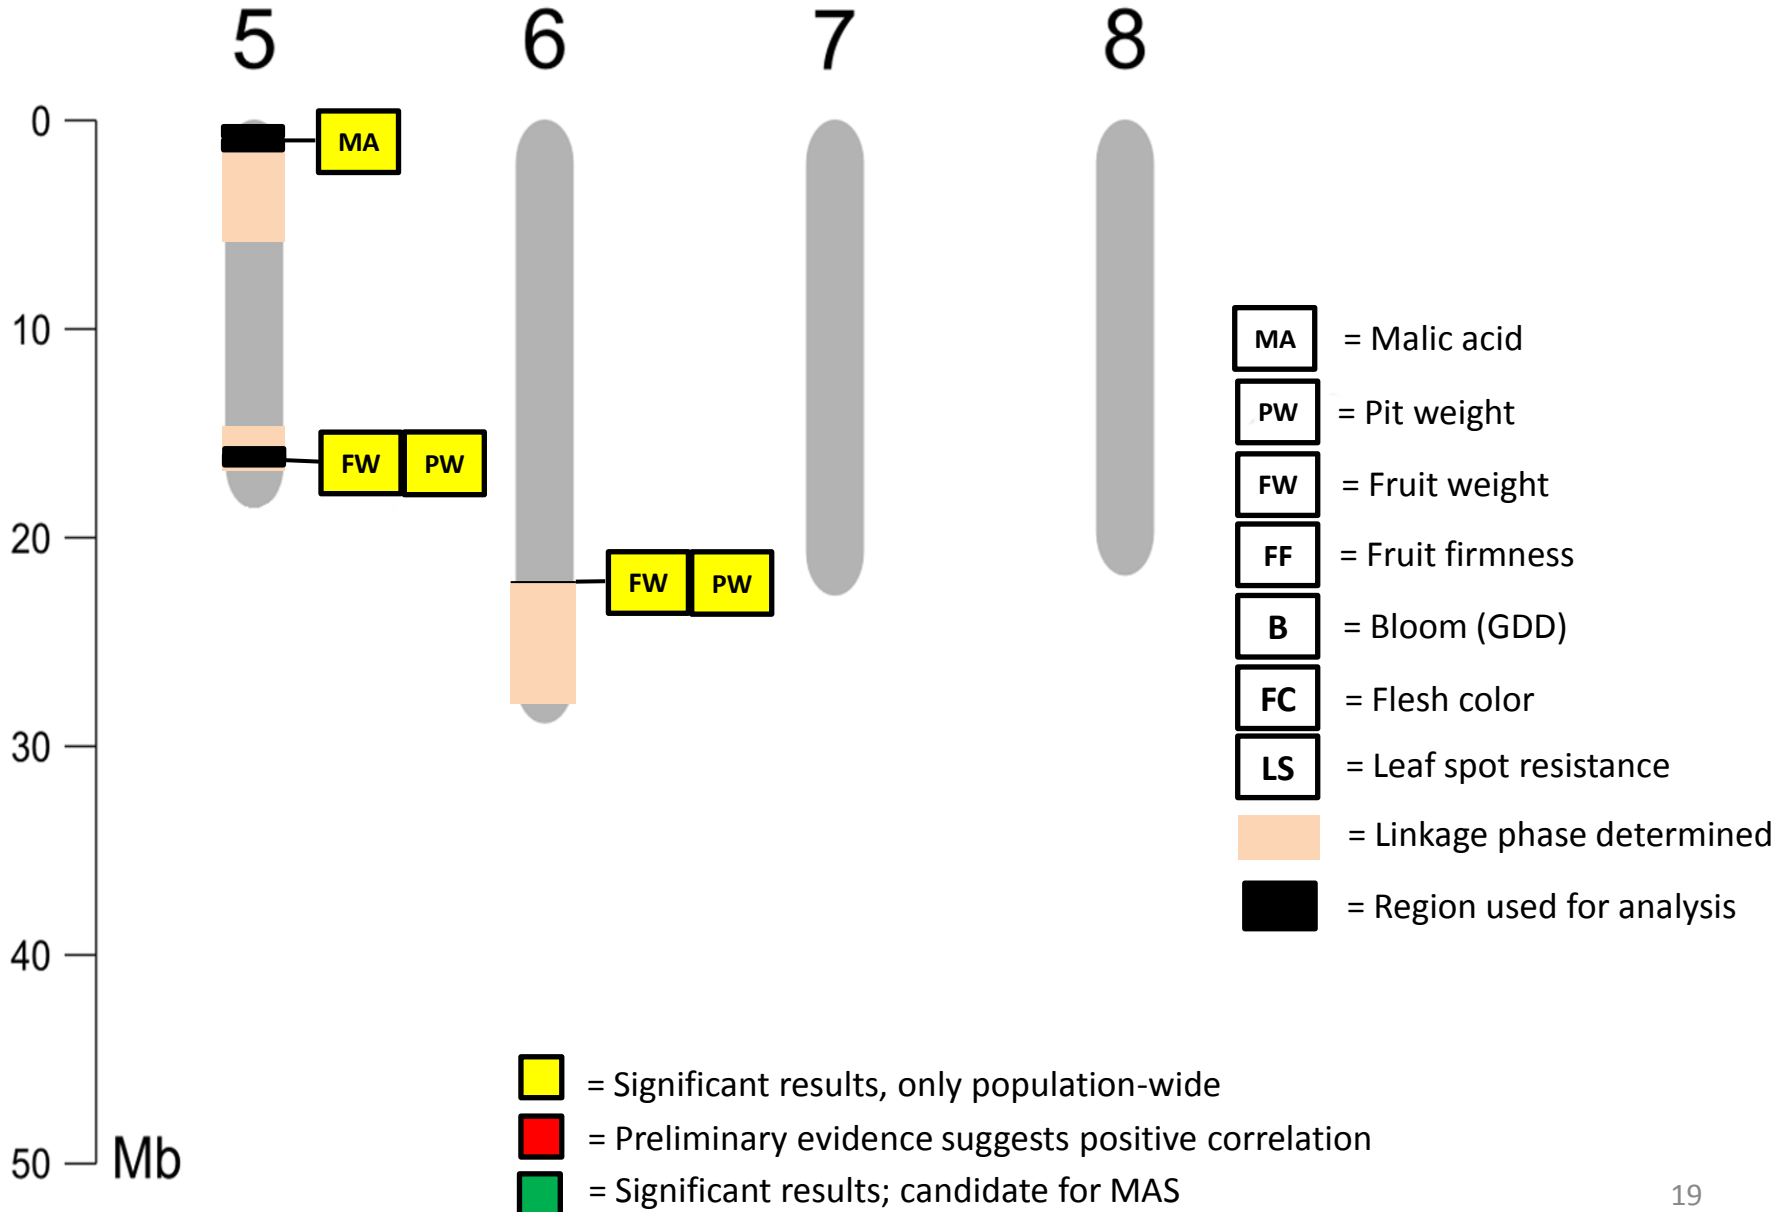 5 6 7 8
0
MA
10
FW PW
20
FW PW
30
40
50 Mb
MA = Malic acid
PW = Pit weight
FW = Fruit weight
FF = Fruit firmness
B = Bloom (GDD)
FC = Flesh color
LS = Leaf spot resistance
= Linkage phase determined
= Region used for analysis
= Significant results, only population-wide
= Preliminary evidence suggests positive correlation
= Significant results; candidate for MAS
19